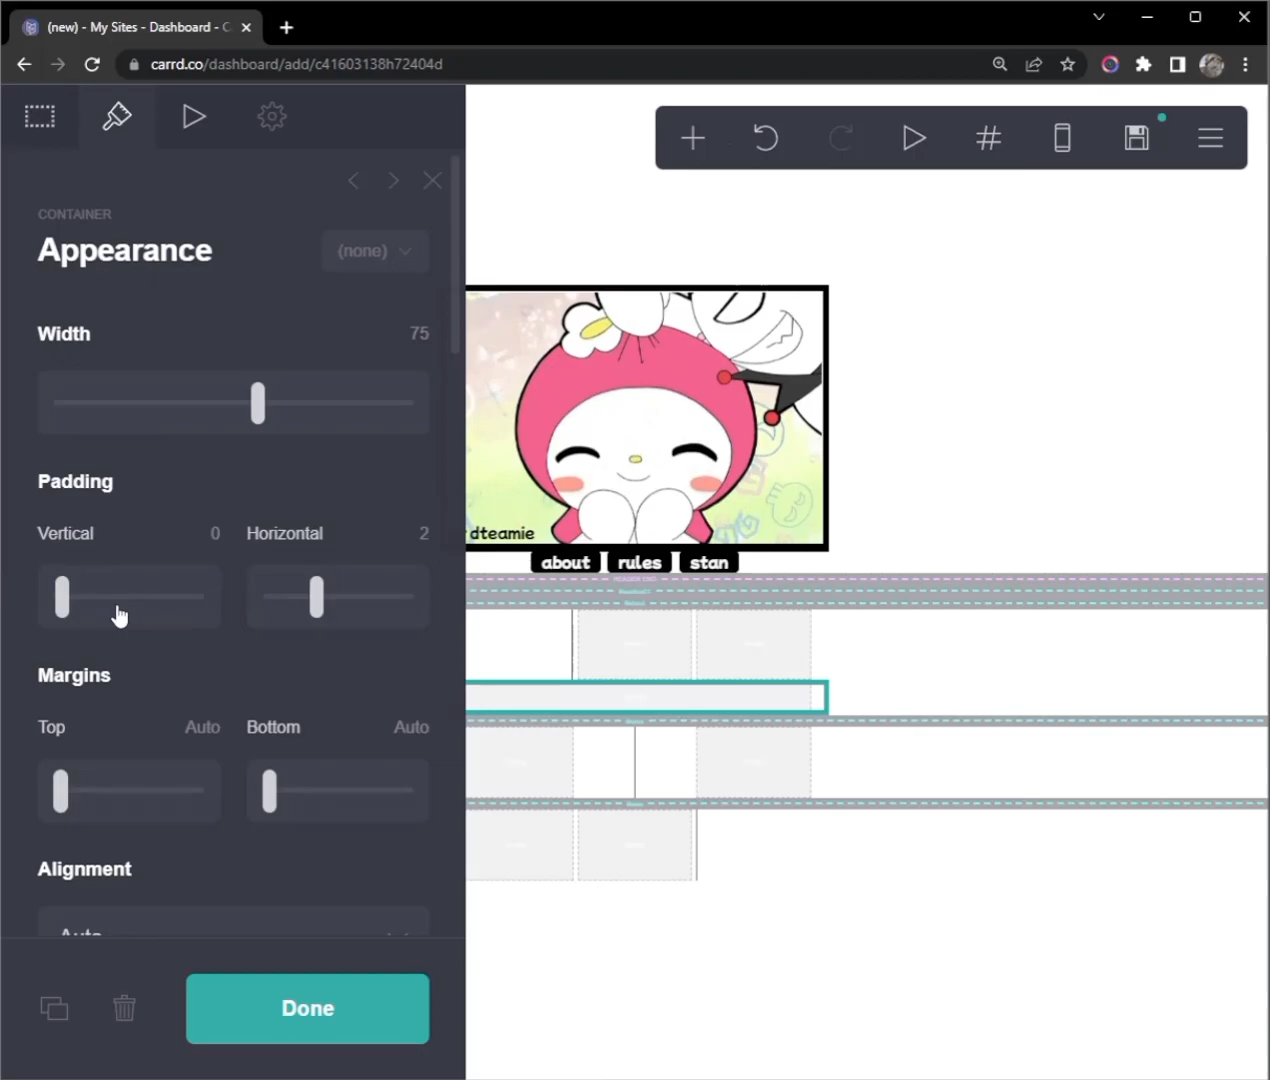 (new) - My Sites - Dashboard - C
carrd.co/dashboard/add/c41603138h72404d
CONTAINER
Appearance
(none)
Width 75
Padding
Vertical 0 Horizontal 2
Margins
Top Auto Bottom Auto
Alignment
Auto
Done
dteamie
about rules stan